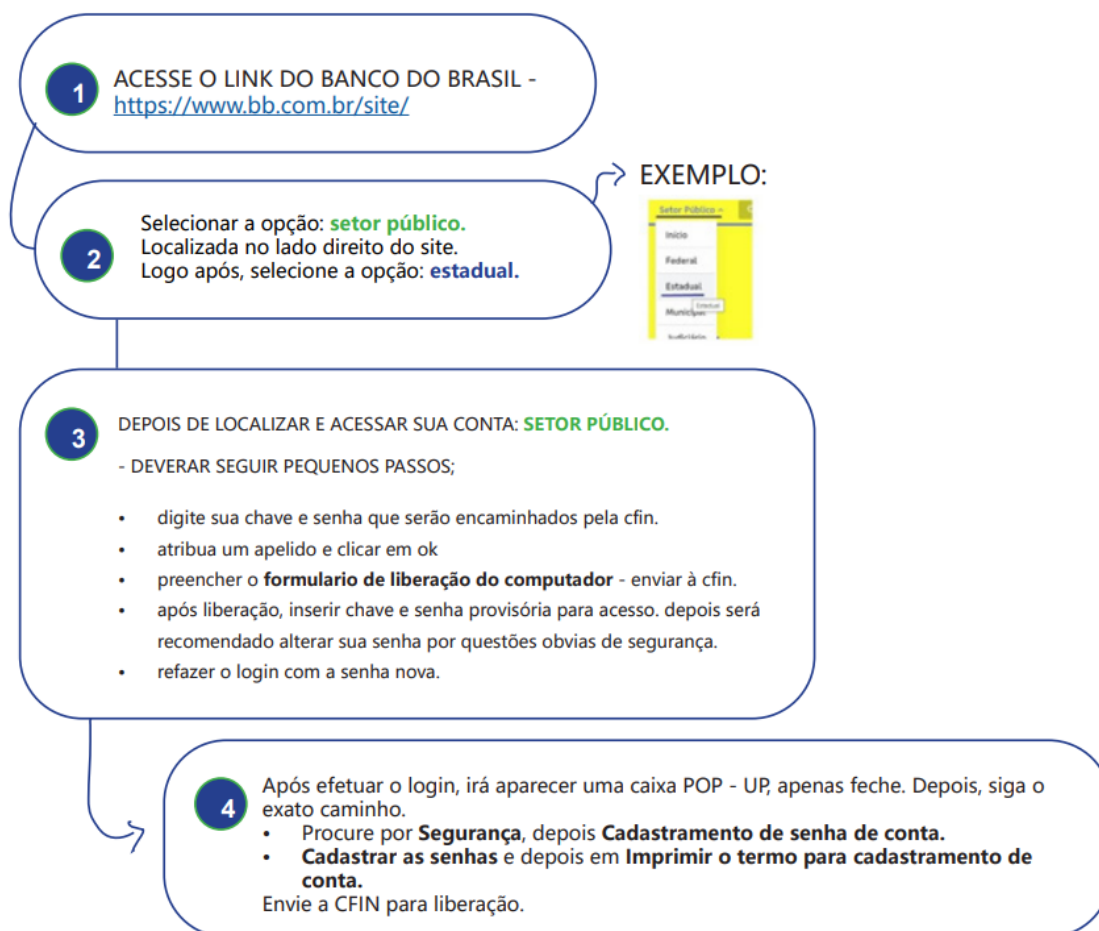 1
ACESSE O LINK DO BANCO DO BRASIL -
https://www.bb.com.br/site/
2
Selecionar a opção: setor público.
Localizada no lado direito do site.
Logo após, selecione a opção: estadual.
EXEMPLO:
Setor Público
Início
Federal
Estadual
Estadual
Municipal
Judiciário
3
DEPOIS DE LOCALIZAR E ACESSAR SUA CONTA: SETOR PÚBLICO.
- DEVERAR SEGUIR PEQUENOS PASSOS;
• digite sua chave e senha que serão encaminhados pela cfin.
• atribua um apelido e clicar em ok
• preencher o formulario de liberação do computador - enviar à cfin.
• após liberação, inserir chave e senha provisória para acesso. depois será
recomendado alterar sua senha por questões obvias de segurança.
• refazer o login com a senha nova.
4
Após efetuar o login, irá aparecer uma caixa POP - UP, apenas feche. Depois, siga o
exato caminho.
• Procure por Segurança, depois Cadastramento de senha de conta.
• Cadastrar as senhas e depois em Imprimir o termo para cadastramento de
conta.
Envie a CFIN para liberação.